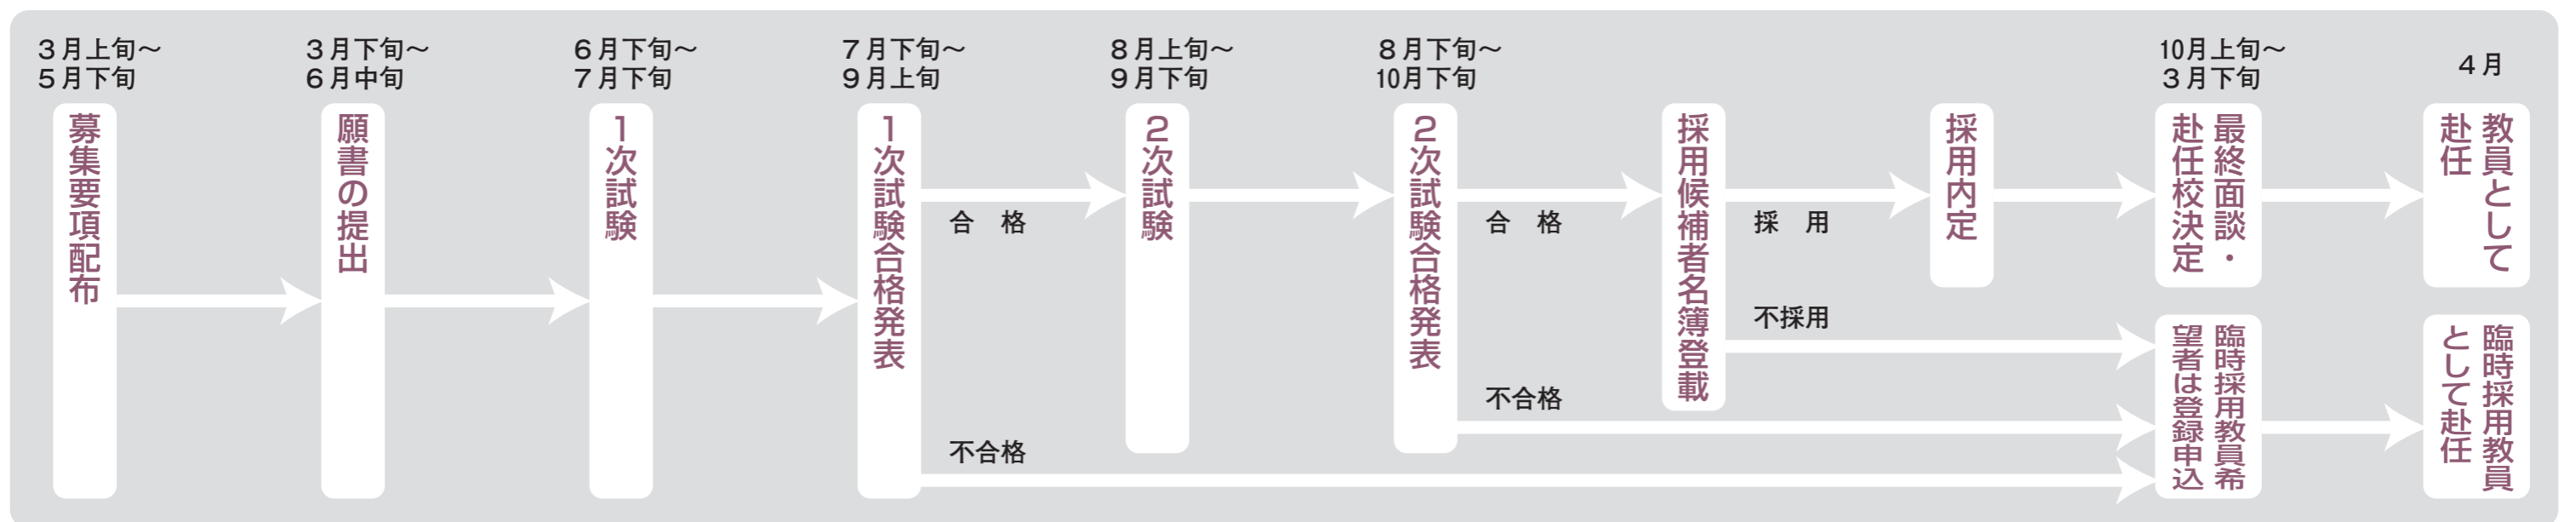 3月上旬～
5月下旬
募集要項配布
3月下旬～
6月中旬
願書の提出
6月下旬～
7月下旬
1次試験
7月下旬～
9月上旬
1次試験合格発表
合　格
不合格
8月上旬～
9月下旬
2次試験
8月下旬～
10月下旬
2次試験合格発表
合　格
不合格
採用候補者名簿登載
採　用
不採用
採用内定
10月上旬～
3月下旬
最終面談・
赴任校決定
臨時採用教員希
望者は登録申込
4月
教員として
赴任
臨時採用教員
として赴任